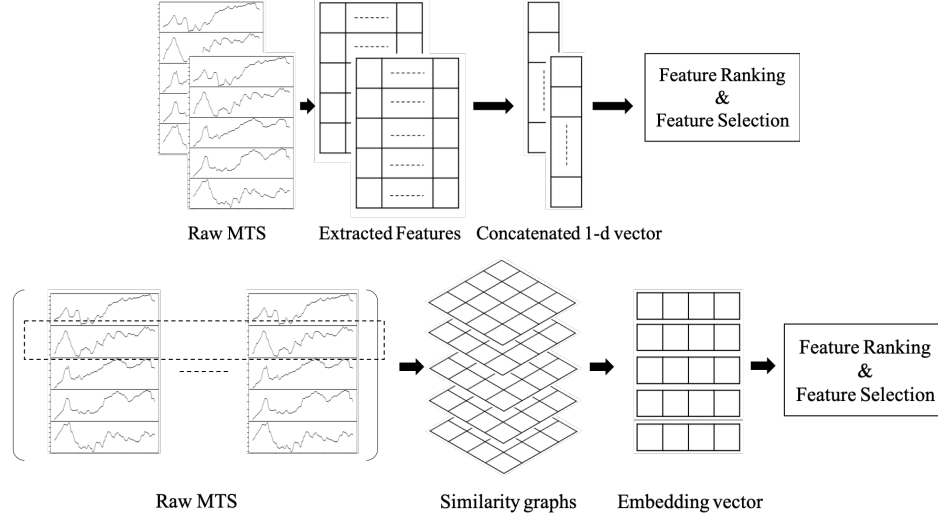 Feature Ranking
&
Feature Selection
Raw MTS
Extracted Features
Concatenated 1-d vector
Feature Ranking
&
Feature Selection
Raw MTS
Similarity graphs
Embedding vector